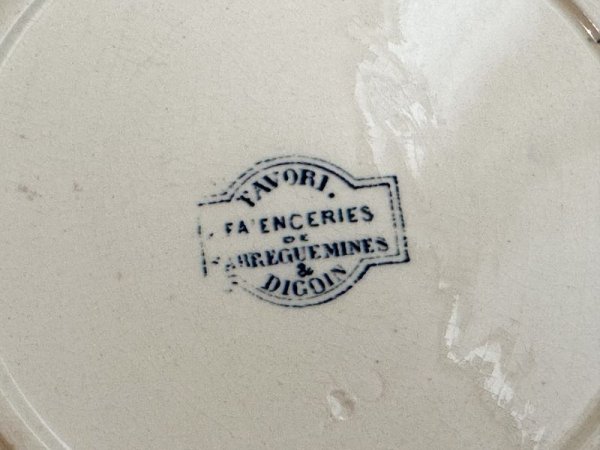 FAVORI.
FAÏENCERIES
DE
SARREGUEMINES
&
DIGOIN